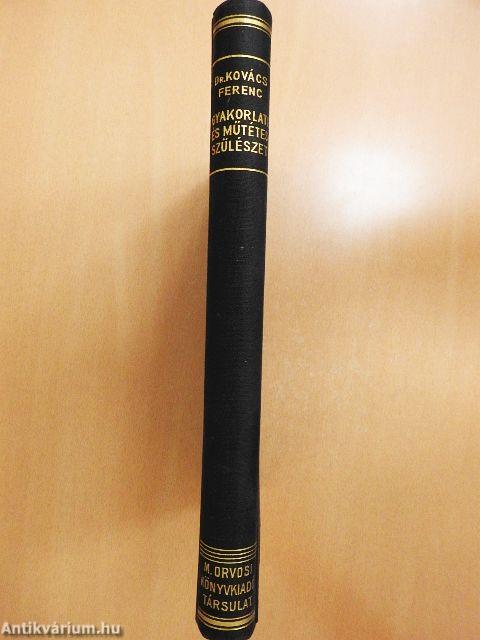 DR. KOVÁCS
FERENC
GYAKORLATI
ÉS MŰTÉTES
SZÜLÉSZET
M. ORVOSI
KÖNYVKIADÓ
TÁRSULAT
Antikvárium.hu